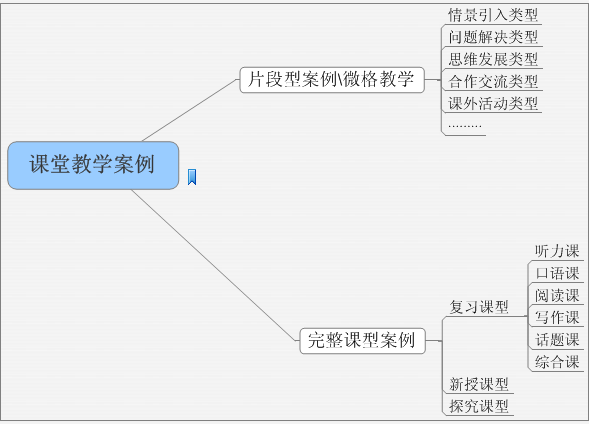 课堂教学案例
片段型案例\微格教学
情景引入类型
问题解决类型
思维发展类型
合作交流类型
课外活动类型
.........
完整课型案例
复习课型
听力课
口语课
阅读课
写作课
话题课
综合课
新授课型
探究课型